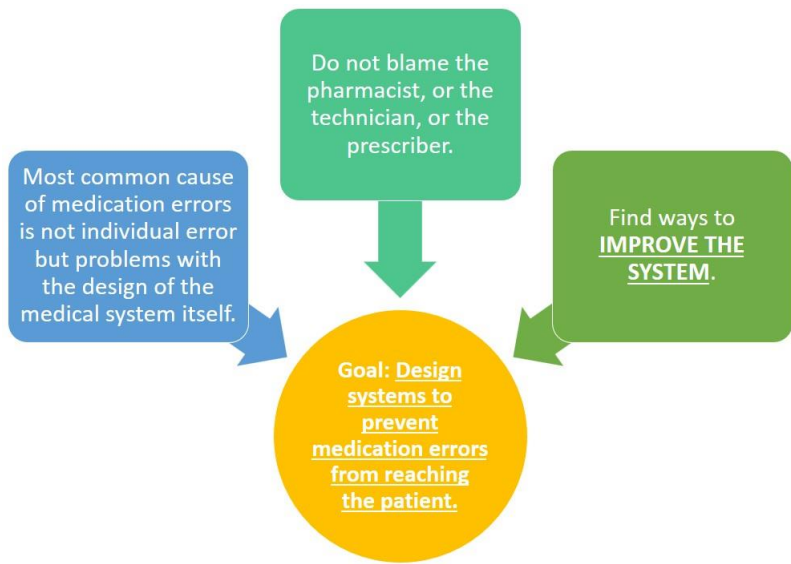 Most common cause
of medication errors
is not individual error
but problems with
the design of the
medical system itself.
Do not blame the
pharmacist, or the
technician, or the
prescriber.
Find ways to
IMPROVE THE
SYSTEM.
Goal: Design
systems to
prevent
medication errors
from reaching
the patient.